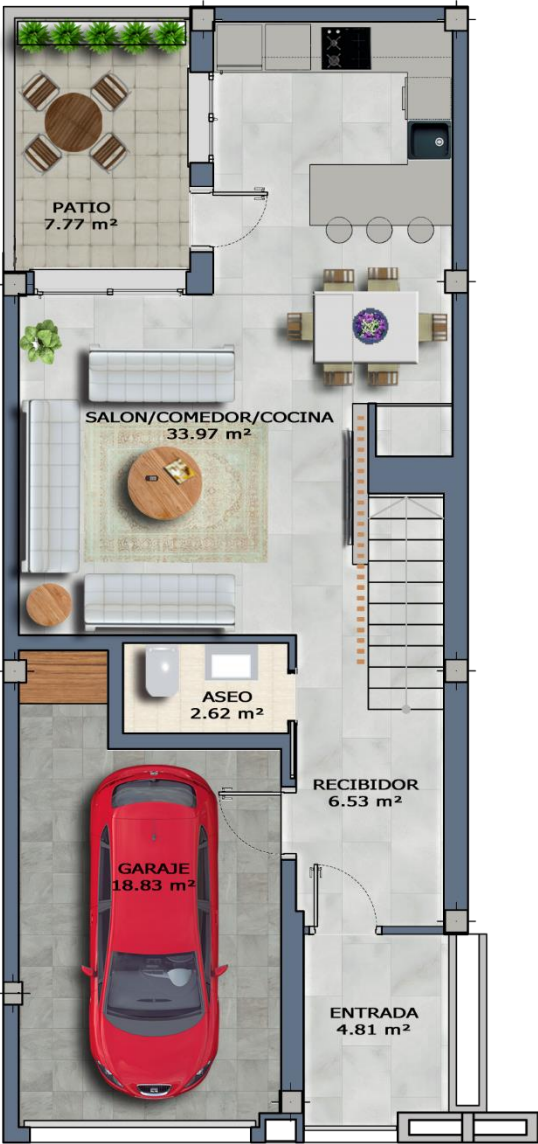 PATIO
7.77 m²
SALON/COMEDOR/COCINA
33.97 m²
ASEO
2.62 m²
RECIBIDOR
6.53 m²
GARAJE
18.83 m²
ENTRADA
4.81 m²